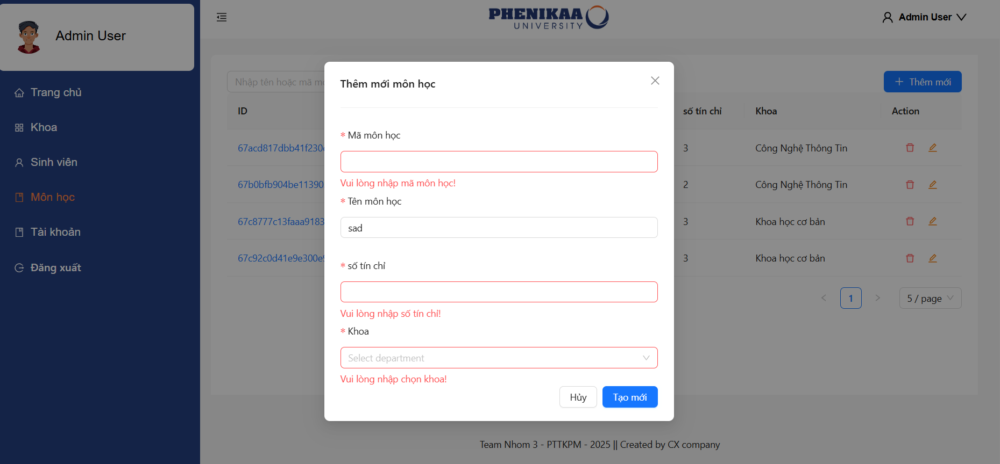 Admin User
Trang chủ
Khoa
Sinh viên
Môn học
Tài khoản
Đăng xuất
PHENIKAA
UNIVERSITY
Admin User
Nhập tên hoặc mã
Thêm mới
ID
số tín chỉ
Khoa
Action
67acd817dbb41f230
3
Công Nghệ Thông Tin
67b0bfb904be11390
2
Công Nghệ Thông Tin
67c8777c13faaa9183
3
Khoa học cơ bản
67c92c0d41e9e300e
3
Khoa học cơ bản
1
5 / page
Thêm mới môn học
* Mã môn học
Vui lòng nhập mã môn học!
* Tên môn học
sad
* số tín chỉ
Vui lòng nhập số tín chỉ!
* Khoa
Select department
Vui lòng nhập chọn khoa!
Hủy
Tạo mới
Team Nhom 3 - PTTKPM - 2025 || Created by CX company